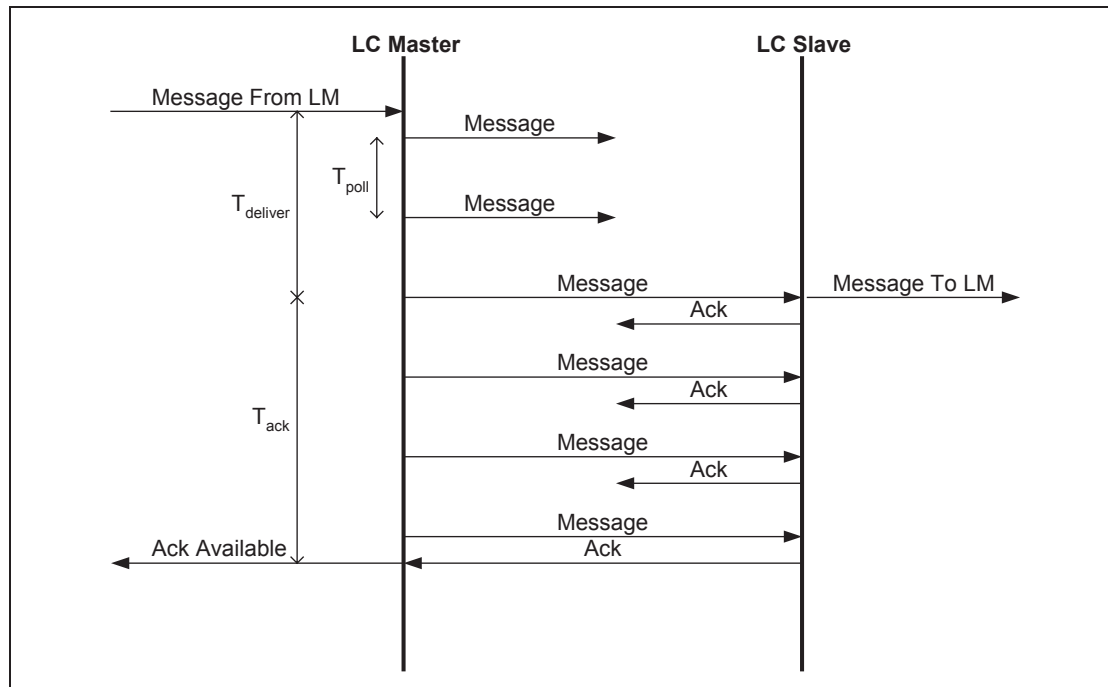 LC Master
LC Slave
Message From LM
Message
T_poll
T_deliver
Message
Message
Message To LM
Ack
Message
Ack
T_ack
Message
Ack
Message
Ack Available
Ack